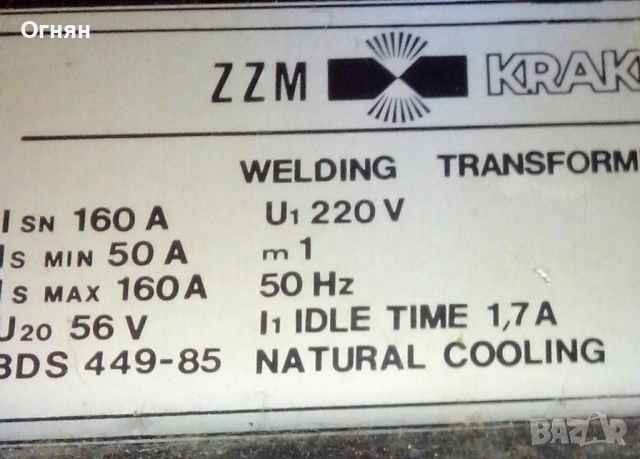 Огнян
ZZM KRAK
WELDING TRANSFORM
I SN 160 A U1 220 V
IS MIN 50 A m 1
IS MAX 160 A 50 Hz
U20 56 V I1 IDLE TIME 1,7 A
BDS 449-85 NATURAL COOLING
BAZAR